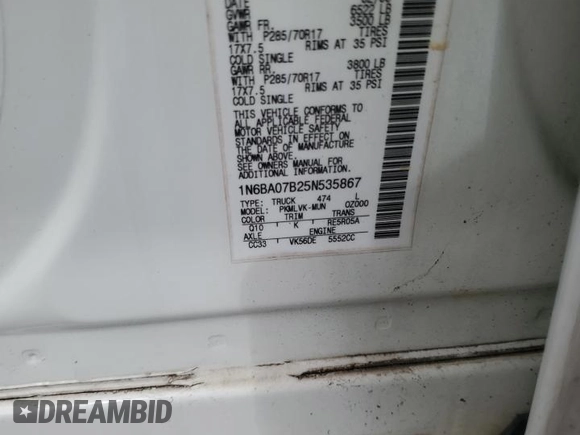 DATE
GVWR 6522 LB
GAWR FR. 3500 LB
WITH P285/70R17 TIRES
17X7.5 RIMS AT 35 PSI
COLD SINGLE
GAWR RR. 3800 LB
WITH P285/70R17 TIRES
17X7.5 RIMS AT 35 PSI
COLD SINGLE
THIS VEHICLE CONFORMS TO
ALL APPLICABLE FEDERAL
MOTOR VEHICLE SAFETY
STANDARDS IN EFFECT ON
THE DATE OF MANUFACTURE
SHOWN ABOVE.
SEE OWNERS MANUAL FOR
ADDITIONAL INFORMATION.
1N6BA07B25N535867
TYPE: TRUCK 474 L
MODEL: PKMLVK-MUN OZ000
COLOR TRIM TRANS
Q10 K RE5R05A
AXLE ENGINE
CC33 VK56DE 5552CC
DREAMBID